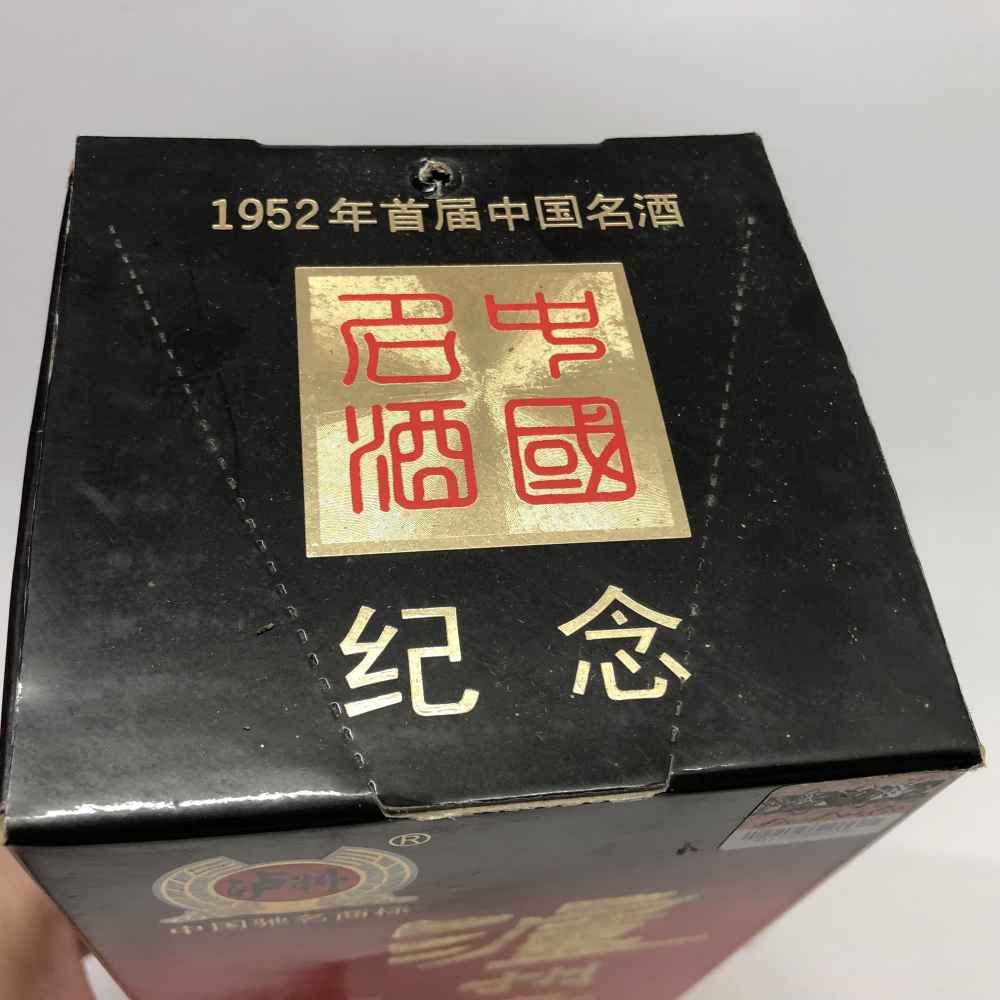 1952年首届中国名酒
中國
名酒
纪念
®
泸州
中国驰名商标